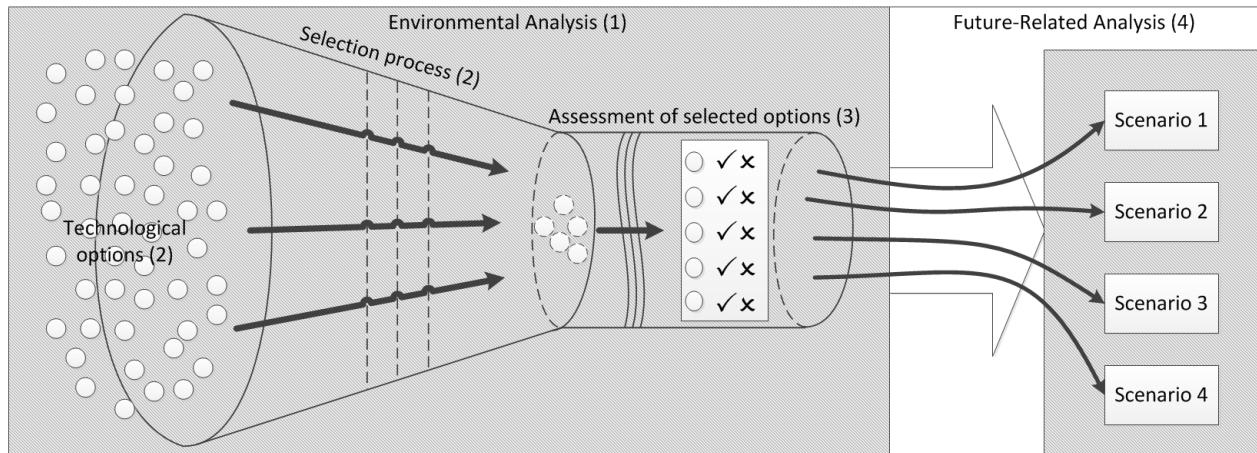 Environmental Analysis (1)
Future-Related Analysis (4)
Selection process (2)
Assessment of selected options (3)
Technological
options (2)
Scenario 1
Scenario 2
Scenario 3
Scenario 4